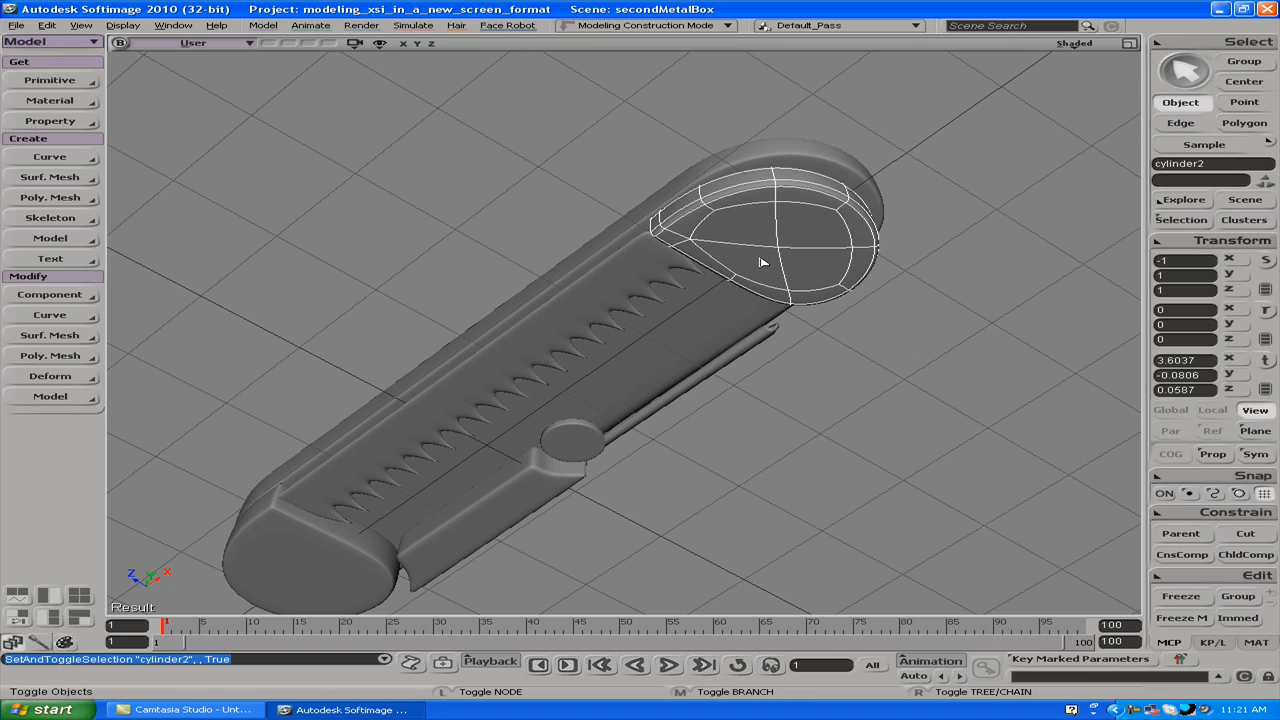 Autodesk Softimage 2010 (32-bit) Project: modeling_xsi_in_a_new_screen_format Scene: secondMetalBox
File Edit View Display Window Help Model Animate Render Simulate Hair Face Robot Modeling Construction Mode Default_Pass Scene Search
Model
B User X Y Z Shaded
Select
Get
Primitive
Material
Property
Create
Curve
Surf. Mesh
Poly. Mesh
Skeleton
Model
Text
Modify
Component
Curve
Surf. Mesh
Poly. Mesh
Deform
Model
Group
Center
Object Point
Edge Polygon
Sample
cylinder2
Explore Scene
Selection Clusters
Transform
-1 X S
1 Y
1 Z
0 X r
0 Y
0 Z
3.6037 X t
-0.0806 Y
0.0587 Z
Global Local View
Par Ref Plane
COG Prop Sym
Snap
ON
Constrain
Parent Cut
CnsComp ChldComp
Edit
Freeze Group
Freeze M Immed
MCP KP/L MAT
Z Y X
Result
1 1 5 10 15 20 25 30 35 40 45 50 55 60 65 70 75 80 85 90 95 100
1 1 100 100
SetAndToggleSelection "cylinder2", , True Playback 1 All Animation Key Marked Parameters
Auto
Toggle Objects L Toggle NODE M Toggle BRANCH R Toggle TREE/CHAIN
start Camtasia Studio - Unt... Autodesk Softimage ... 11:21 AM